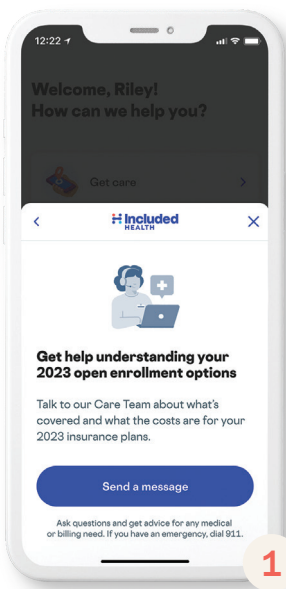 12:22
Welcome, Riley!
How can we help you?
Get care
Included
HEALTH
Get help understanding your
2023 open enrollment options
Talk to our Care Team about what's
covered and what the costs are for your
2023 insurance plans.
Send a message
Ask questions and get advice for any medical
or billing need. If you have an emergency, dial 911.
1